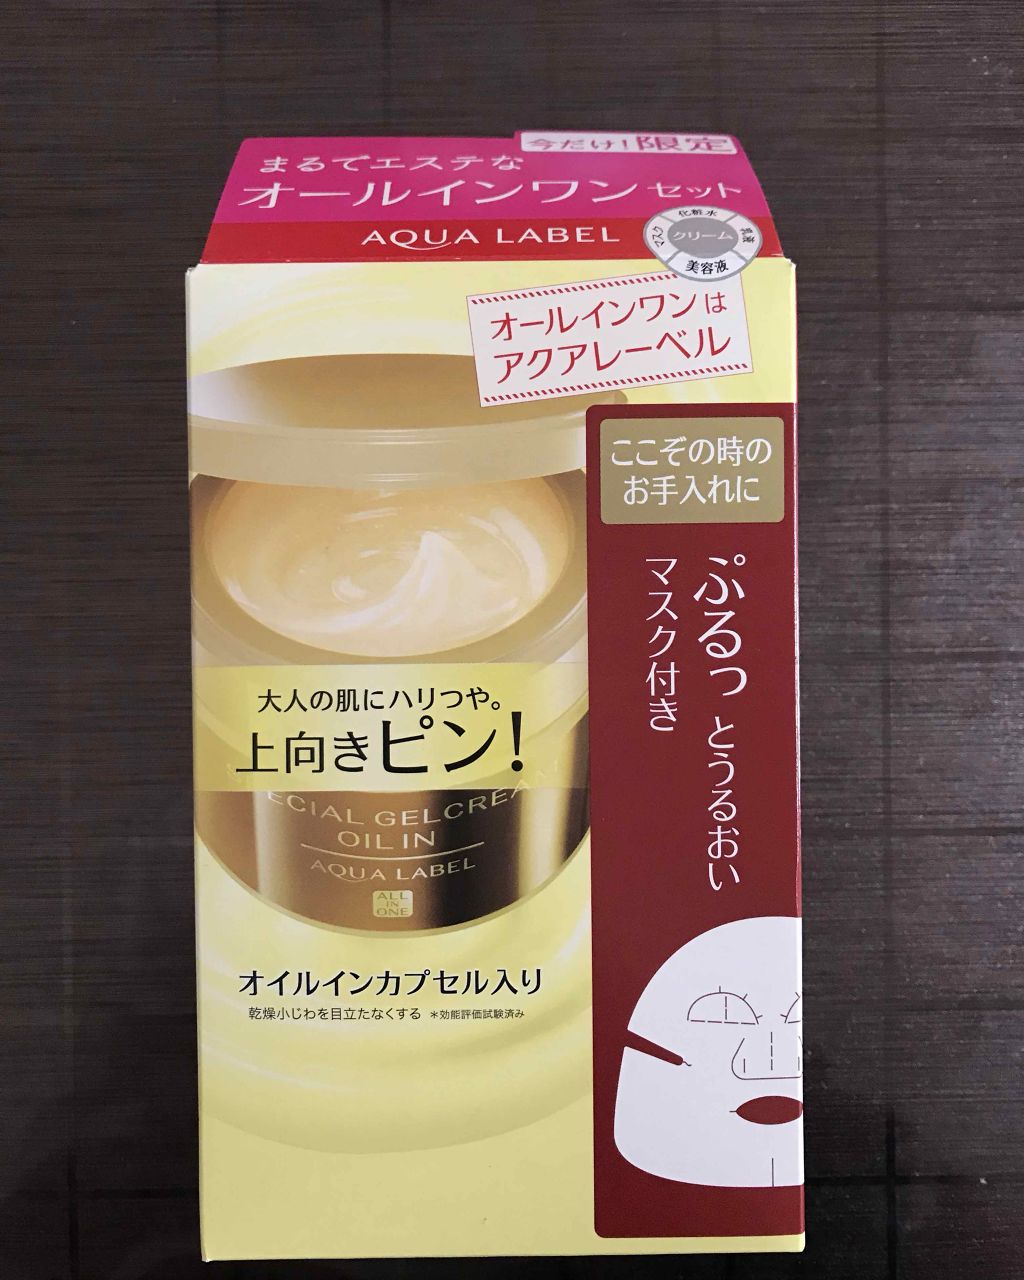 今だけ!限定
まるでエステな
オールインワンセット
AQUA LABEL
化粧水
マスク
クリーム
乳液
美容液
オールインワンは
アクアレーベル
ここぞの時の
お手入れに
ぷるっとうるおい
マスク付き
大人の肌にハリつや。
上向きピン!
ECIAL GELCREA
OIL IN
AQUA LABEL
ALL
IN
ONE
オイルインカプセル入り
乾燥小じわを目立たなくする *効能評価試験済み